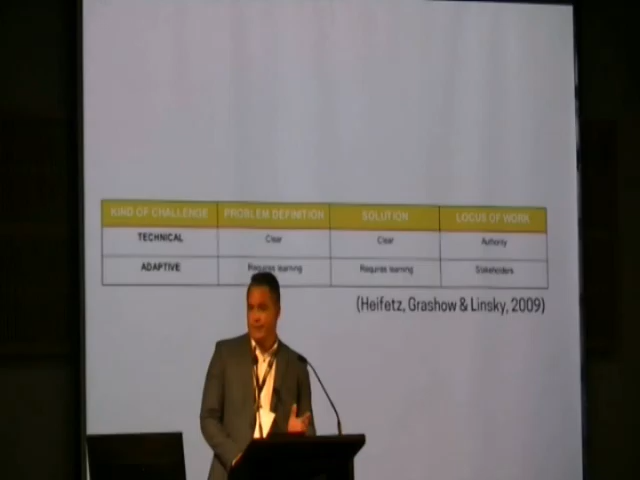 KIND OF CHALLENGE PROBLEM DEFINITION SOLUTION LOCUS OF WORK
TECHNICAL Clear Clear Authority
ADAPTIVE Requires learning Requires learning Stakeholders
(Heifetz, Grashow & Linsky, 2009)